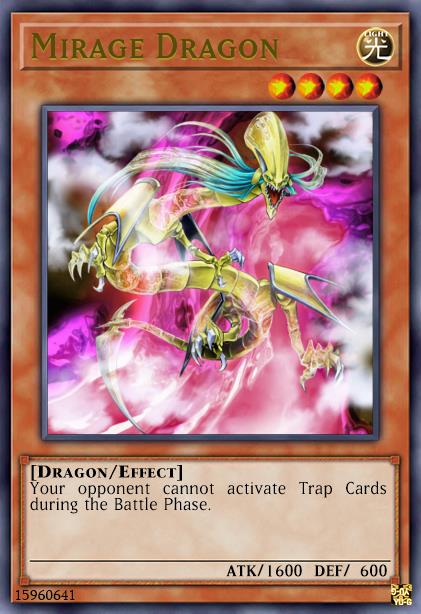 Mirage Dragon
LIGHT
光
[Dragon/Effect]
Your opponent cannot activate Trap Cards
during the Battle Phase.
ATK/1600 DEF/ 600
15960641